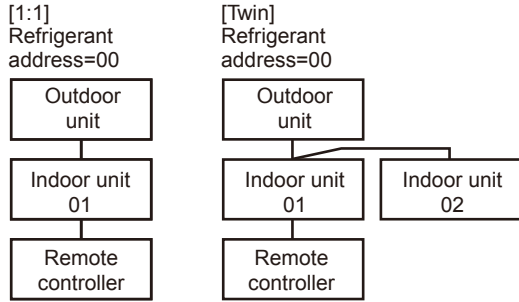 [1:1]
Refrigerant
address=00
Outdoor
unit
Indoor unit
01
Remote
controller
[Twin]
Refrigerant
address=00
Outdoor
unit
Indoor unit
01
Indoor unit
02
Remote
controller